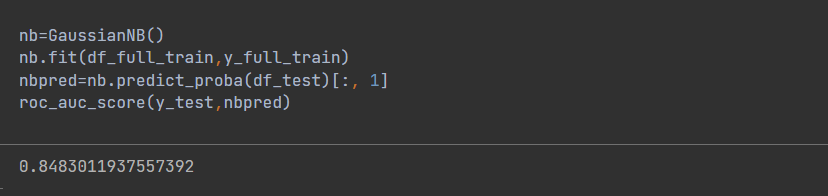 nb=GaussianNB()
nb.fit(df_full_train,y_full_train)
nbpred=nb.predict_proba(df_test)[:, 1]
roc_auc_score(y_test,nbpred)
0.8483011937557392